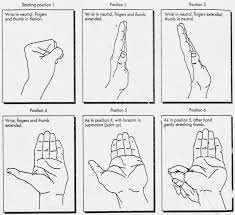 Starting position 1
Wrist in neutral, fingers
and thumb in flexion.
Position 1
Wrist in neutral, fingers and thumb
extended.
Position 3
Wrist in neutral, fingers extended,
thumb in neutral.
Position 4
Wrist, fingers and thumb
extended.
Position 5
As in position 4, with forearm in
supination (palm up).
Position 6
As in position 5, other hand
gently stretching thumb.